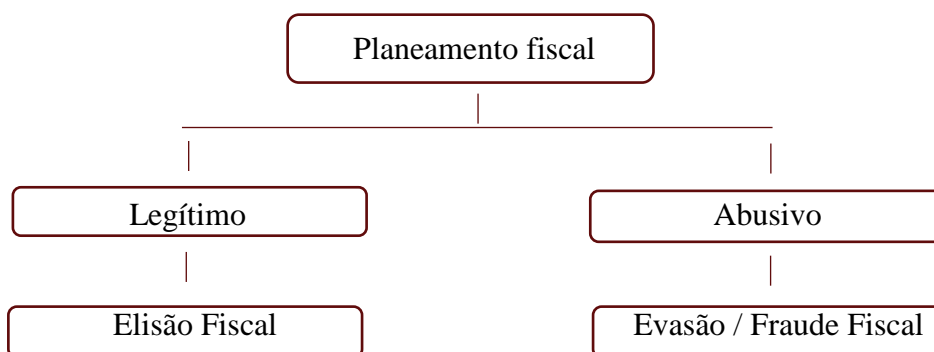 Planeamento fiscal
Legítimo
Abusivo
Elisão Fiscal
Evasão / Fraude Fiscal